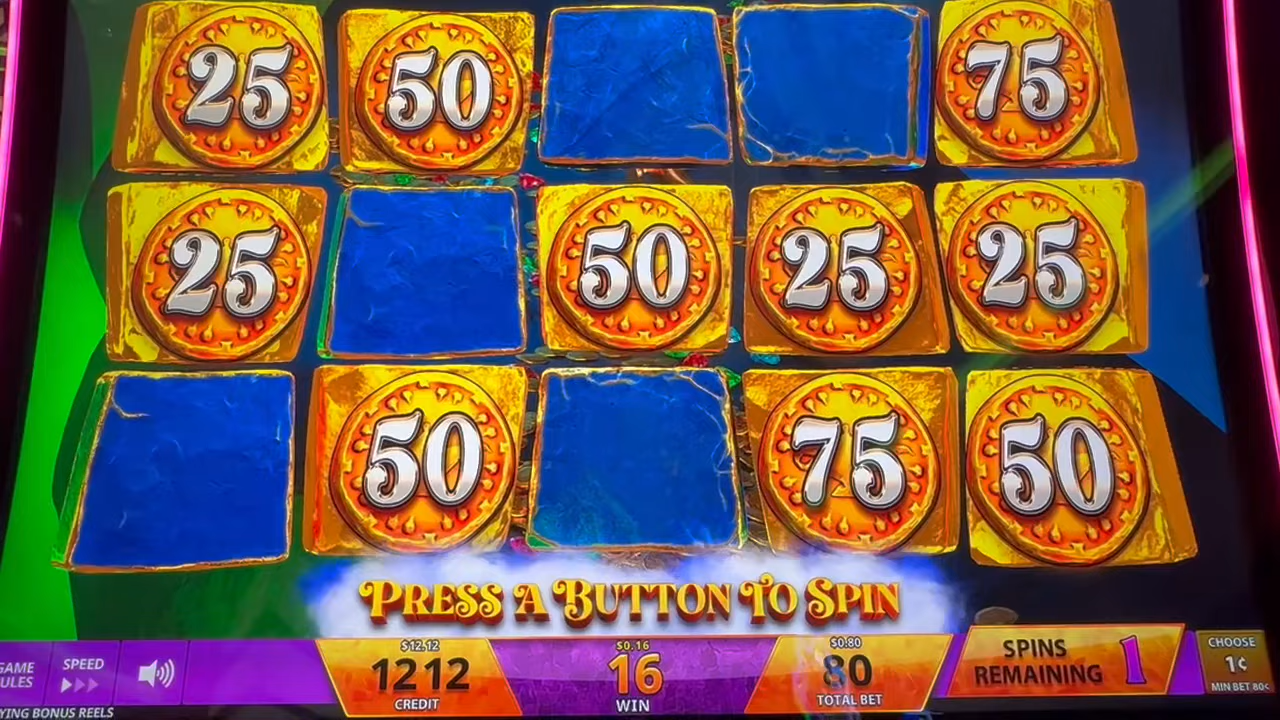 25 50 75
25 50 25 25
50 75 50
PRESS A BUTTON TO SPIN
GAME RULES
SPEED
$12.12
1212
CREDIT
$0.16
16
WIN
$0.80
80
TOTAL BET
SPINS
REMAINING 1
CHOOSE
1¢
MIN BET 80¢
YING BONUS REELS